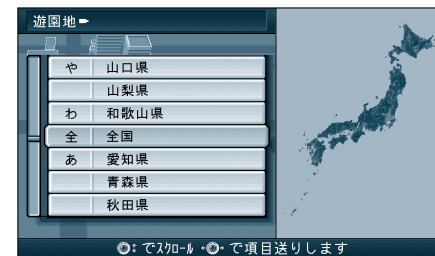 遊園地
や 山口県
山梨県
わ 和歌山県
全 全国
あ 愛知県
青森県
秋田県
でスクロール で項目送りします